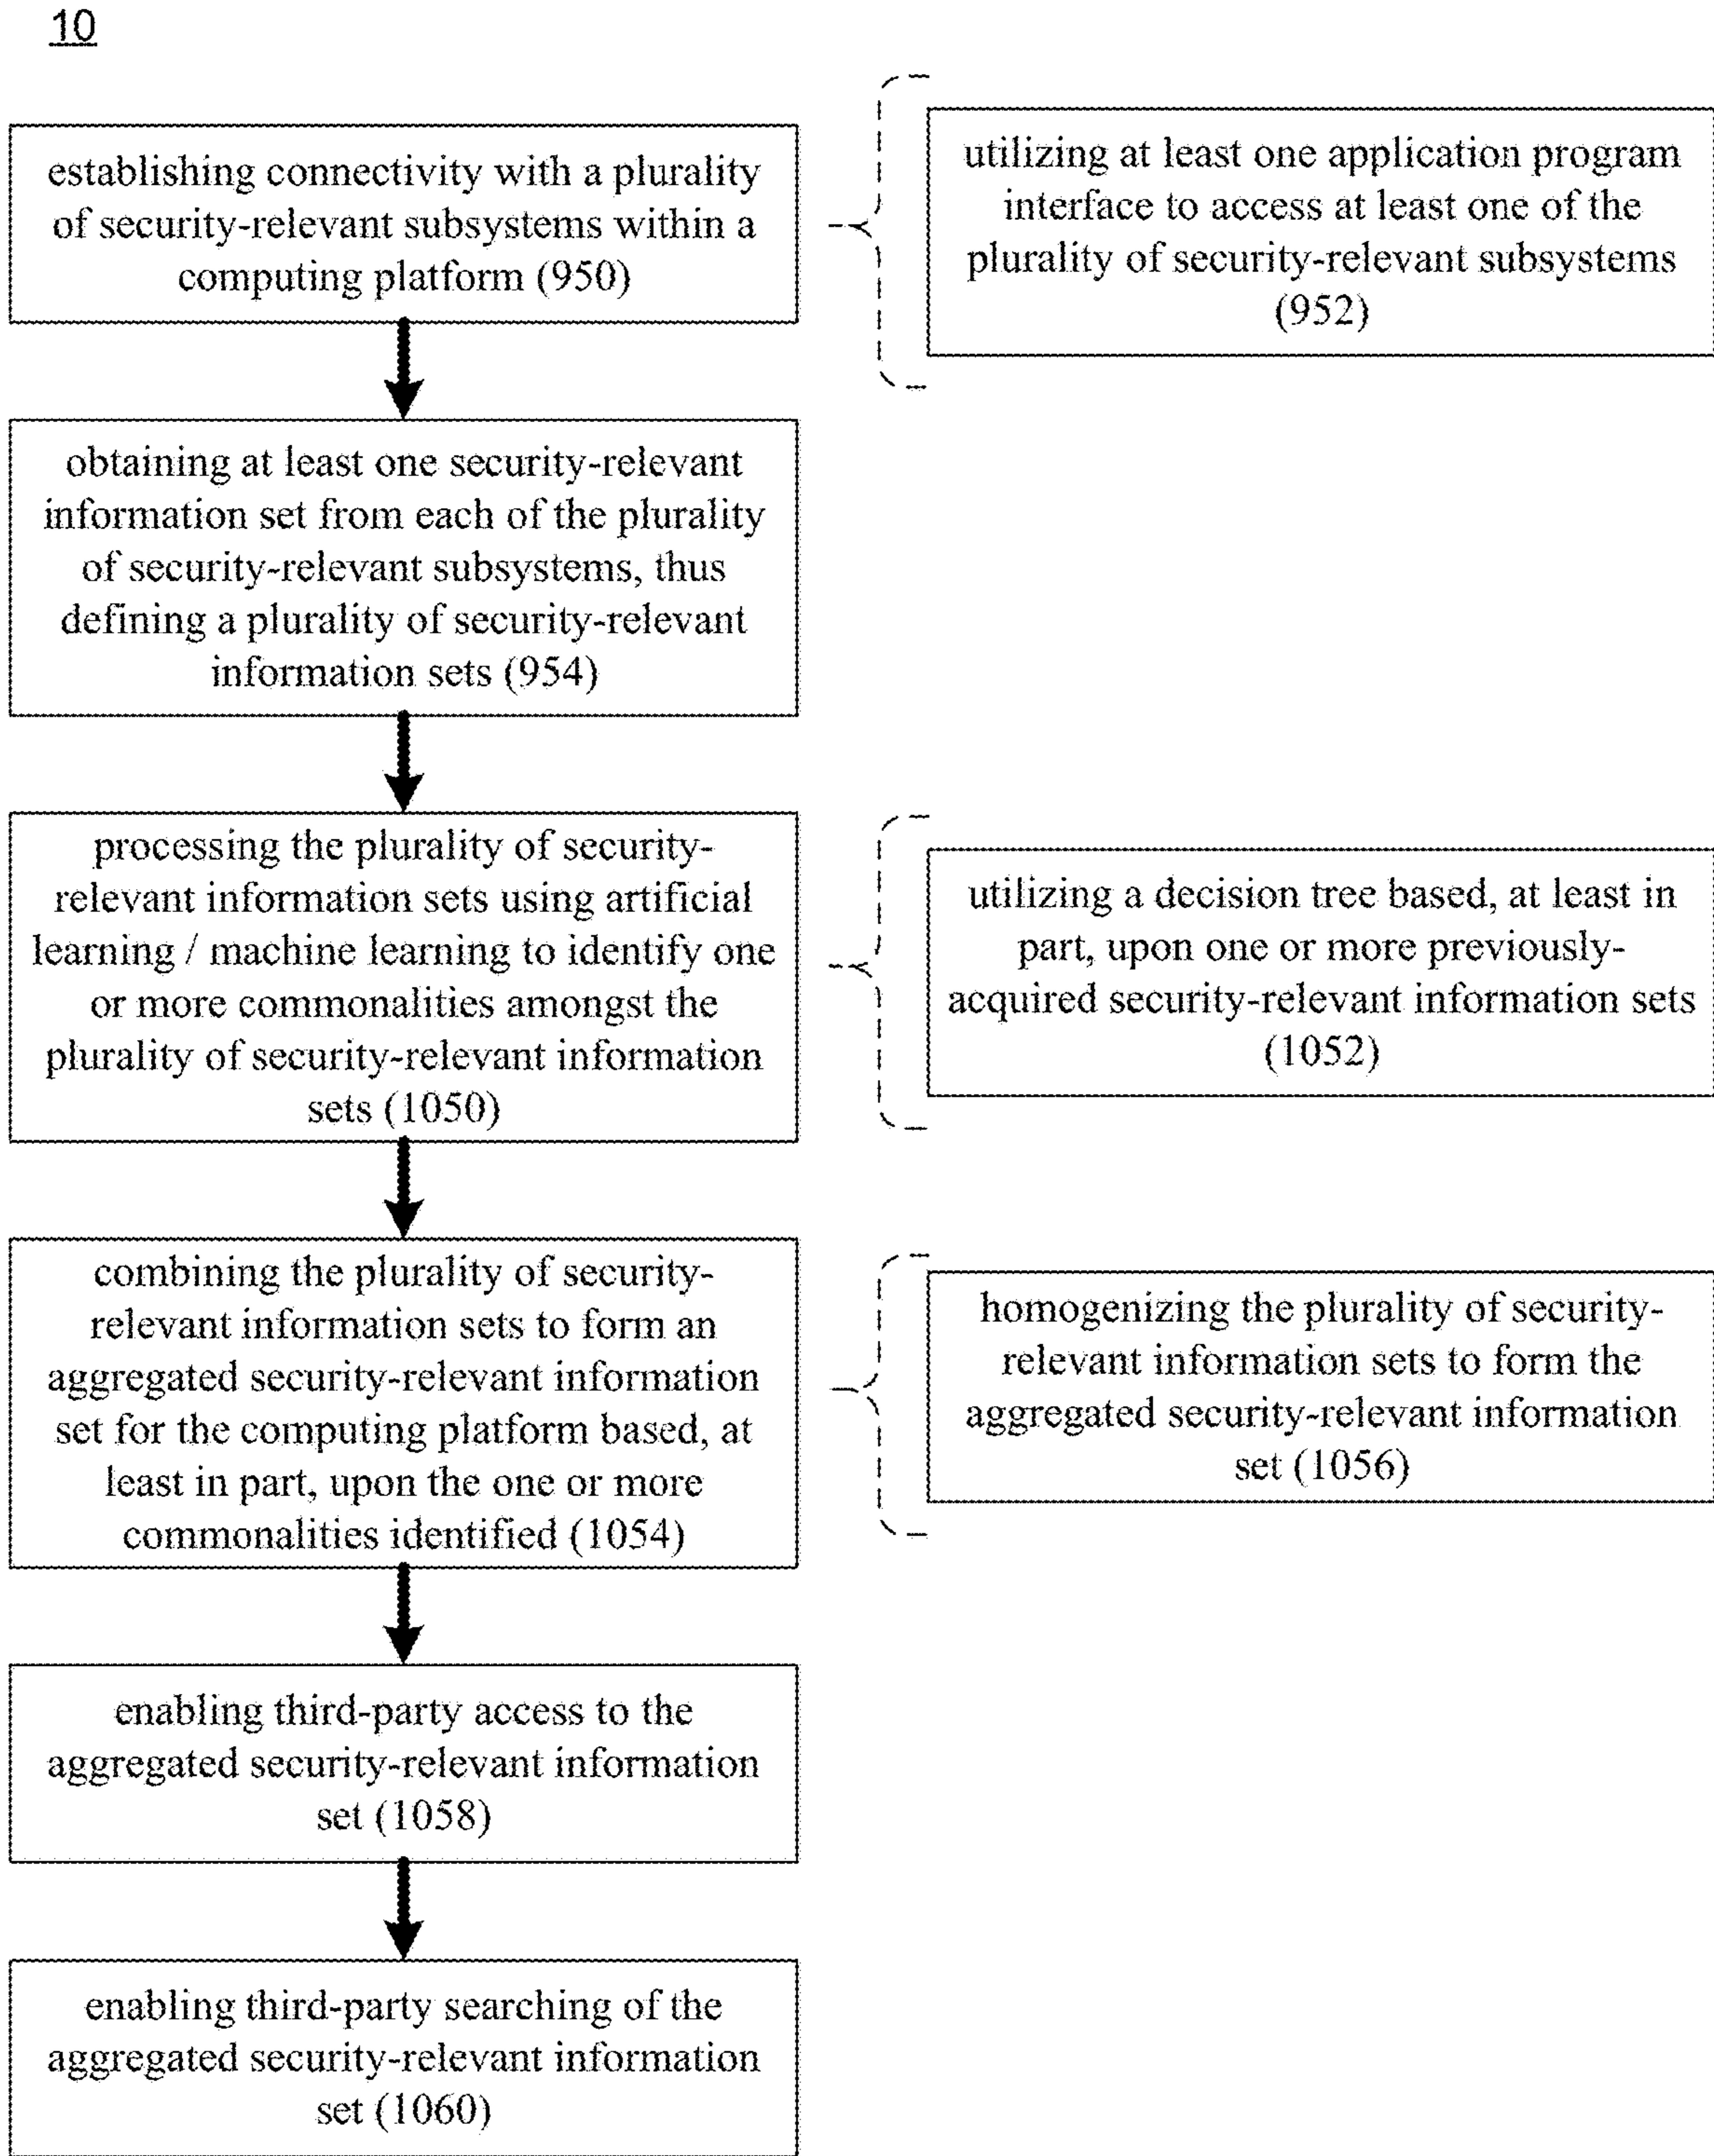 10
establishing connectivity with a plurality
of security-relevant subsystems within a
computing platform (950)
utilizing at least one application program
interface to access at least one of the
plurality of security-relevant subsystems
(952)
obtaining at least one security-relevant
information set from each of the plurality
of security-relevant subsystems, thus
defining a plurality of security-relevant
information sets (954)
processing the plurality of security-
relevant information sets using artificial
learning / machine learning to identify one
or more commonalities amongst the
plurality of security-relevant information
sets (1050)
utilizing a decision tree based, at least in
part, upon one or more previously-
acquired security-relevant information sets
(1052)
combining the plurality of security-
relevant information sets to form an
aggregated security-relevant information
set for the computing platform based, at
least in part, upon the one or more
commonalities identified (1054)
homogenizing the plurality of security-
relevant information sets to form the
aggregated security-relevant information
set (1056)
enabling third-party access to the
aggregated security-relevant information
set (1058)
enabling third-party searching of the
aggregated security-relevant information
set (1060)